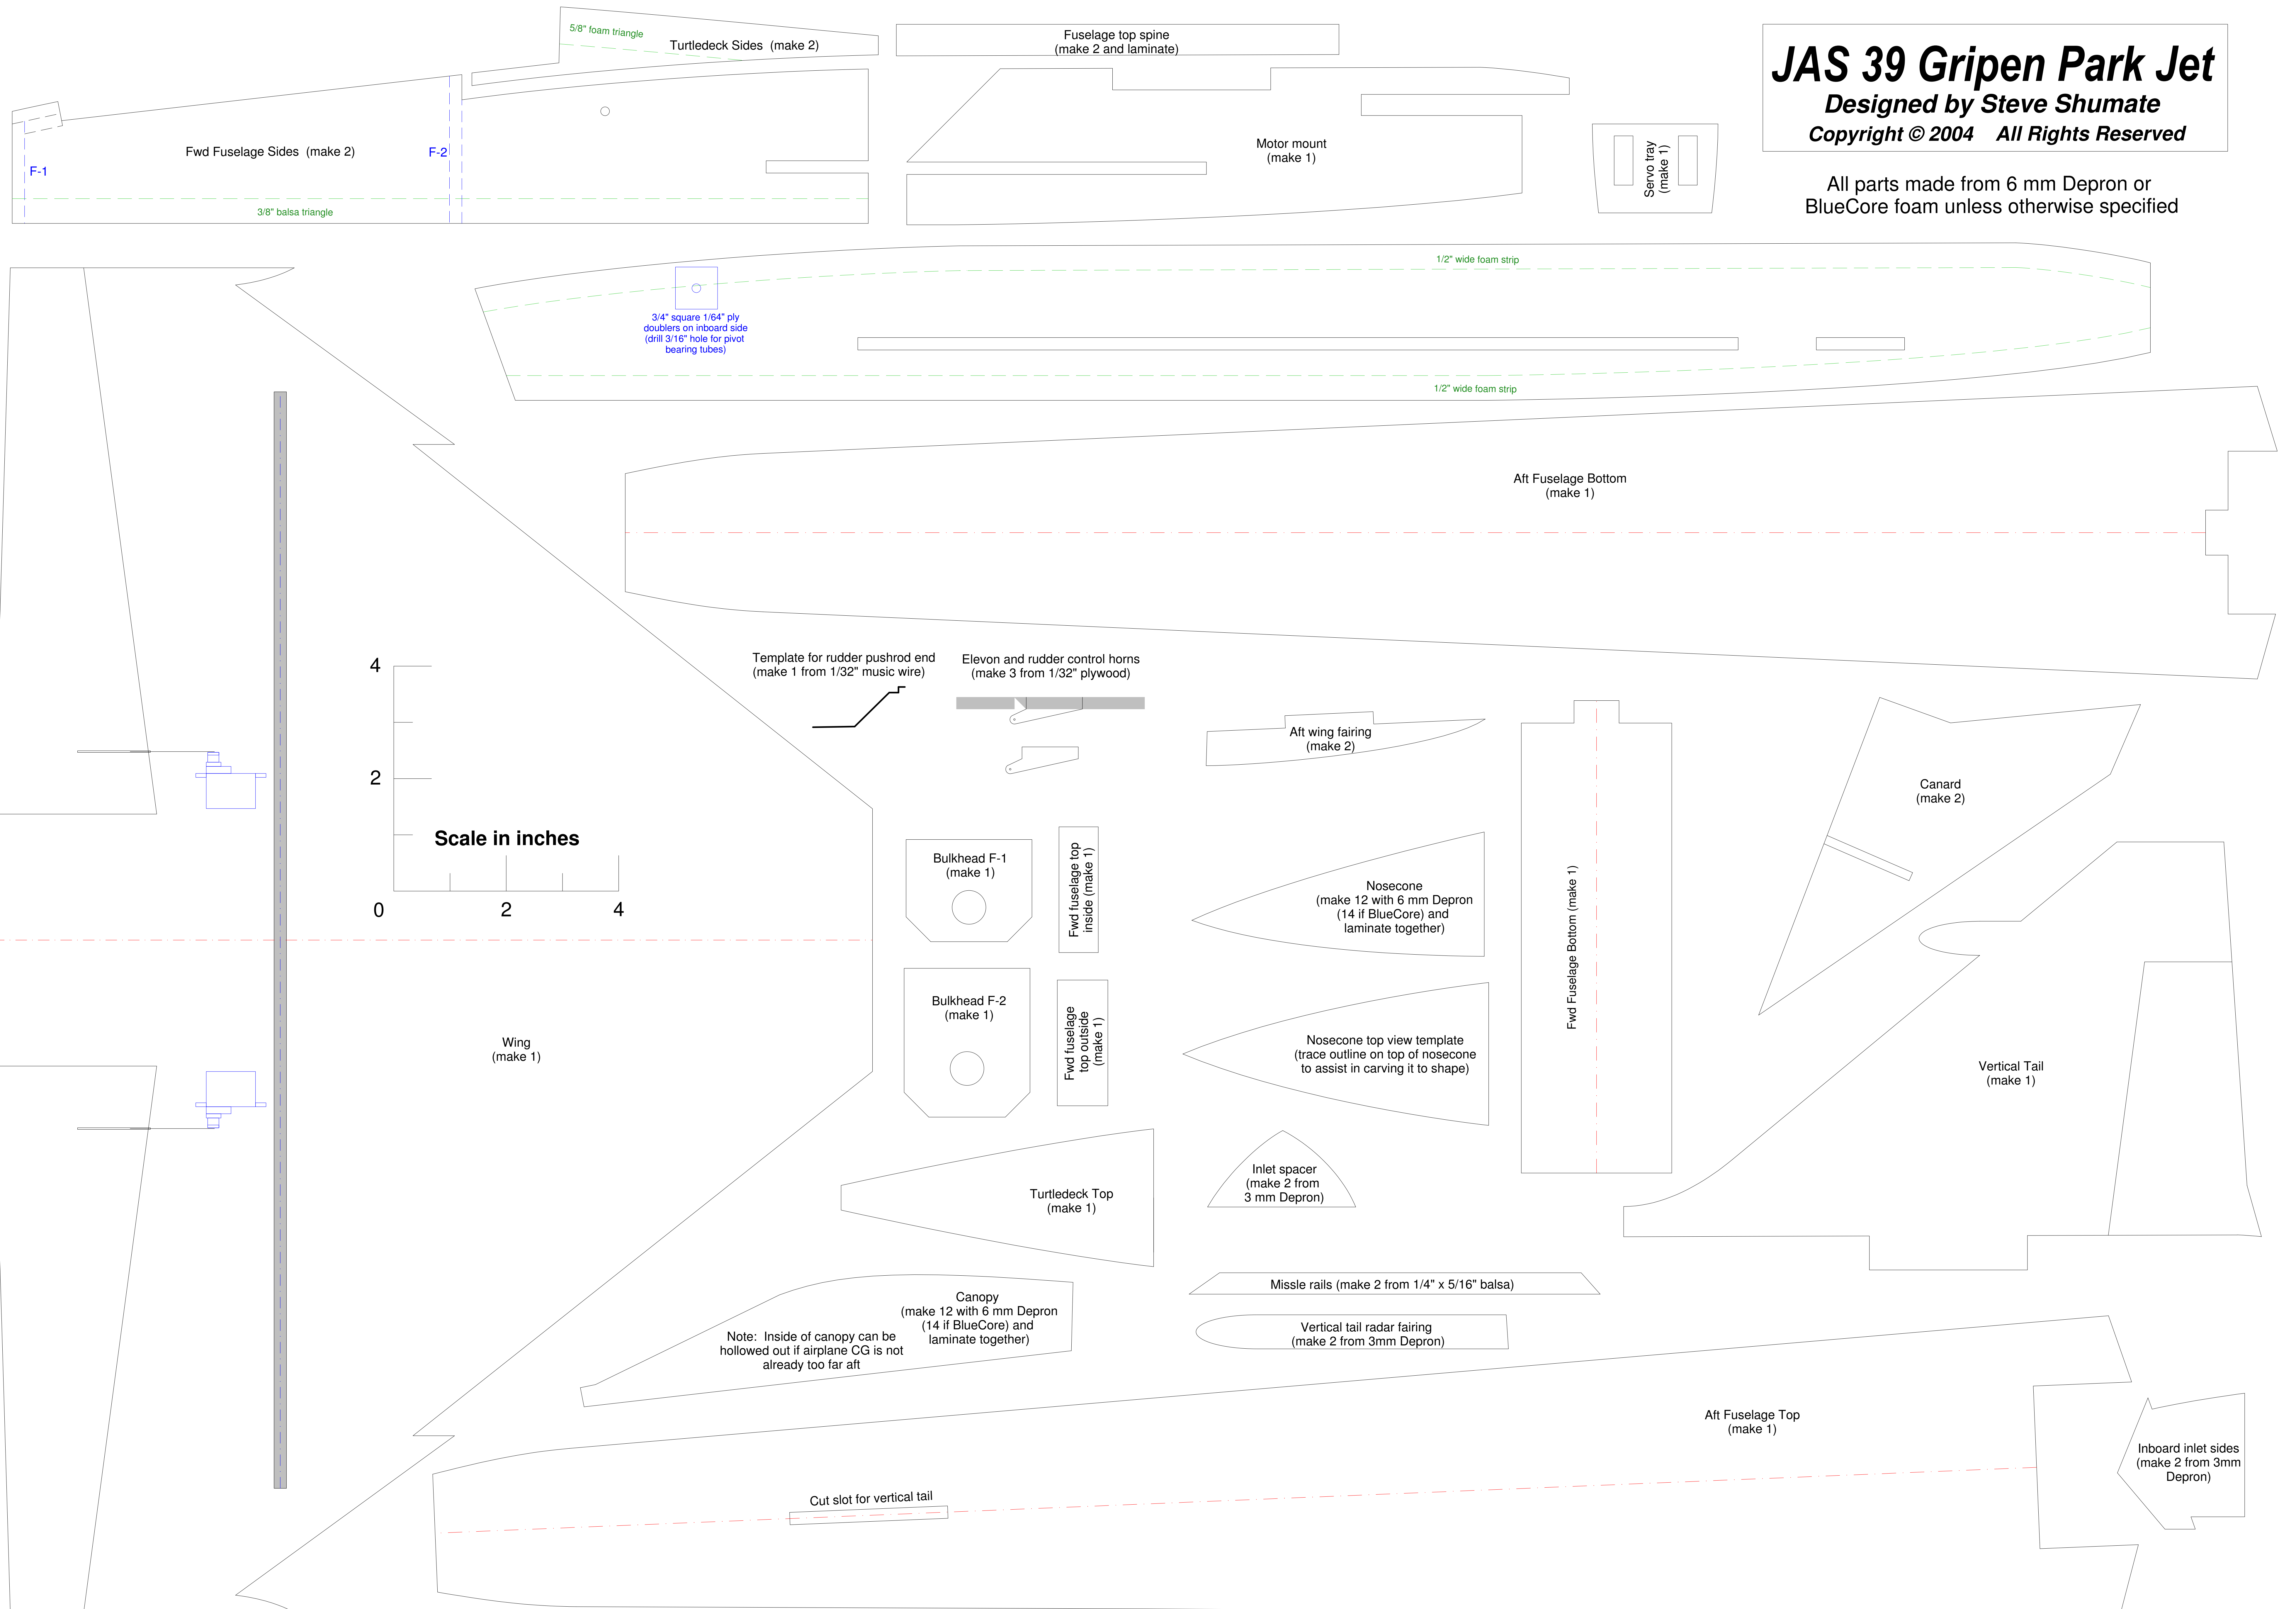 5/8" foam triangle
Turtledeck Sides  (make 2)
Fuselage top spine
(make 2 and laminate)
JAS 39 Gripen Park Jet
Designed by Steve Shumate
Copyright © 2004    All Rights Reserved
All parts made from 6 mm Depron or
BlueCore foam unless otherwise specified
F-1
Fwd Fuselage Sides  (make 2)
F-2
3/8" balsa triangle
Motor mount
(make 1)
Servo tray
(make 1)
1/2" wide foam strip
3/4" square 1/64" ply
doublers on inboard side
(drill 3/16" hole for pivot
bearing tubes)
1/2" wide foam strip
Aft Fuselage Bottom
(make 1)
4
2
Scale in inches
0
2
4
Template for rudder pushrod end
(make 1 from 1/32" music wire)
Elevon and rudder control horns
(make 3 from 1/32" plywood)
Aft wing fairing
(make 2)
Canard
(make 2)
Bulkhead F-1
(make 1)
Fwd fuselage top
inside (make 1)
Nosecone
(make 12 with 6 mm Depron
(14 if BlueCore) and
laminate together)
Fwd Fuselage Bottom (make 1)
Bulkhead F-2
(make 1)
Fwd fuselage
top outside
(make 1)
Nosecone top view template
(trace outline on top of nosecone
to assist in carving it to shape)
Wing
(make 1)
Vertical Tail
(make 1)
Turtledeck Top
(make 1)
Inlet spacer
(make 2 from
3 mm Depron)
Missle rails (make 2 from 1/4" x 5/16" balsa)
Canopy
(make 12 with 6 mm Depron
(14 if BlueCore) and
laminate together)
Note:  Inside of canopy can be
hollowed out if airplane CG is not
already too far aft
Vertical tail radar fairing
(make 2 from 3mm Depron)
Aft Fuselage Top
(make 1)
Inboard inlet sides
(make 2 from 3mm
Depron)
Cut slot for vertical tail